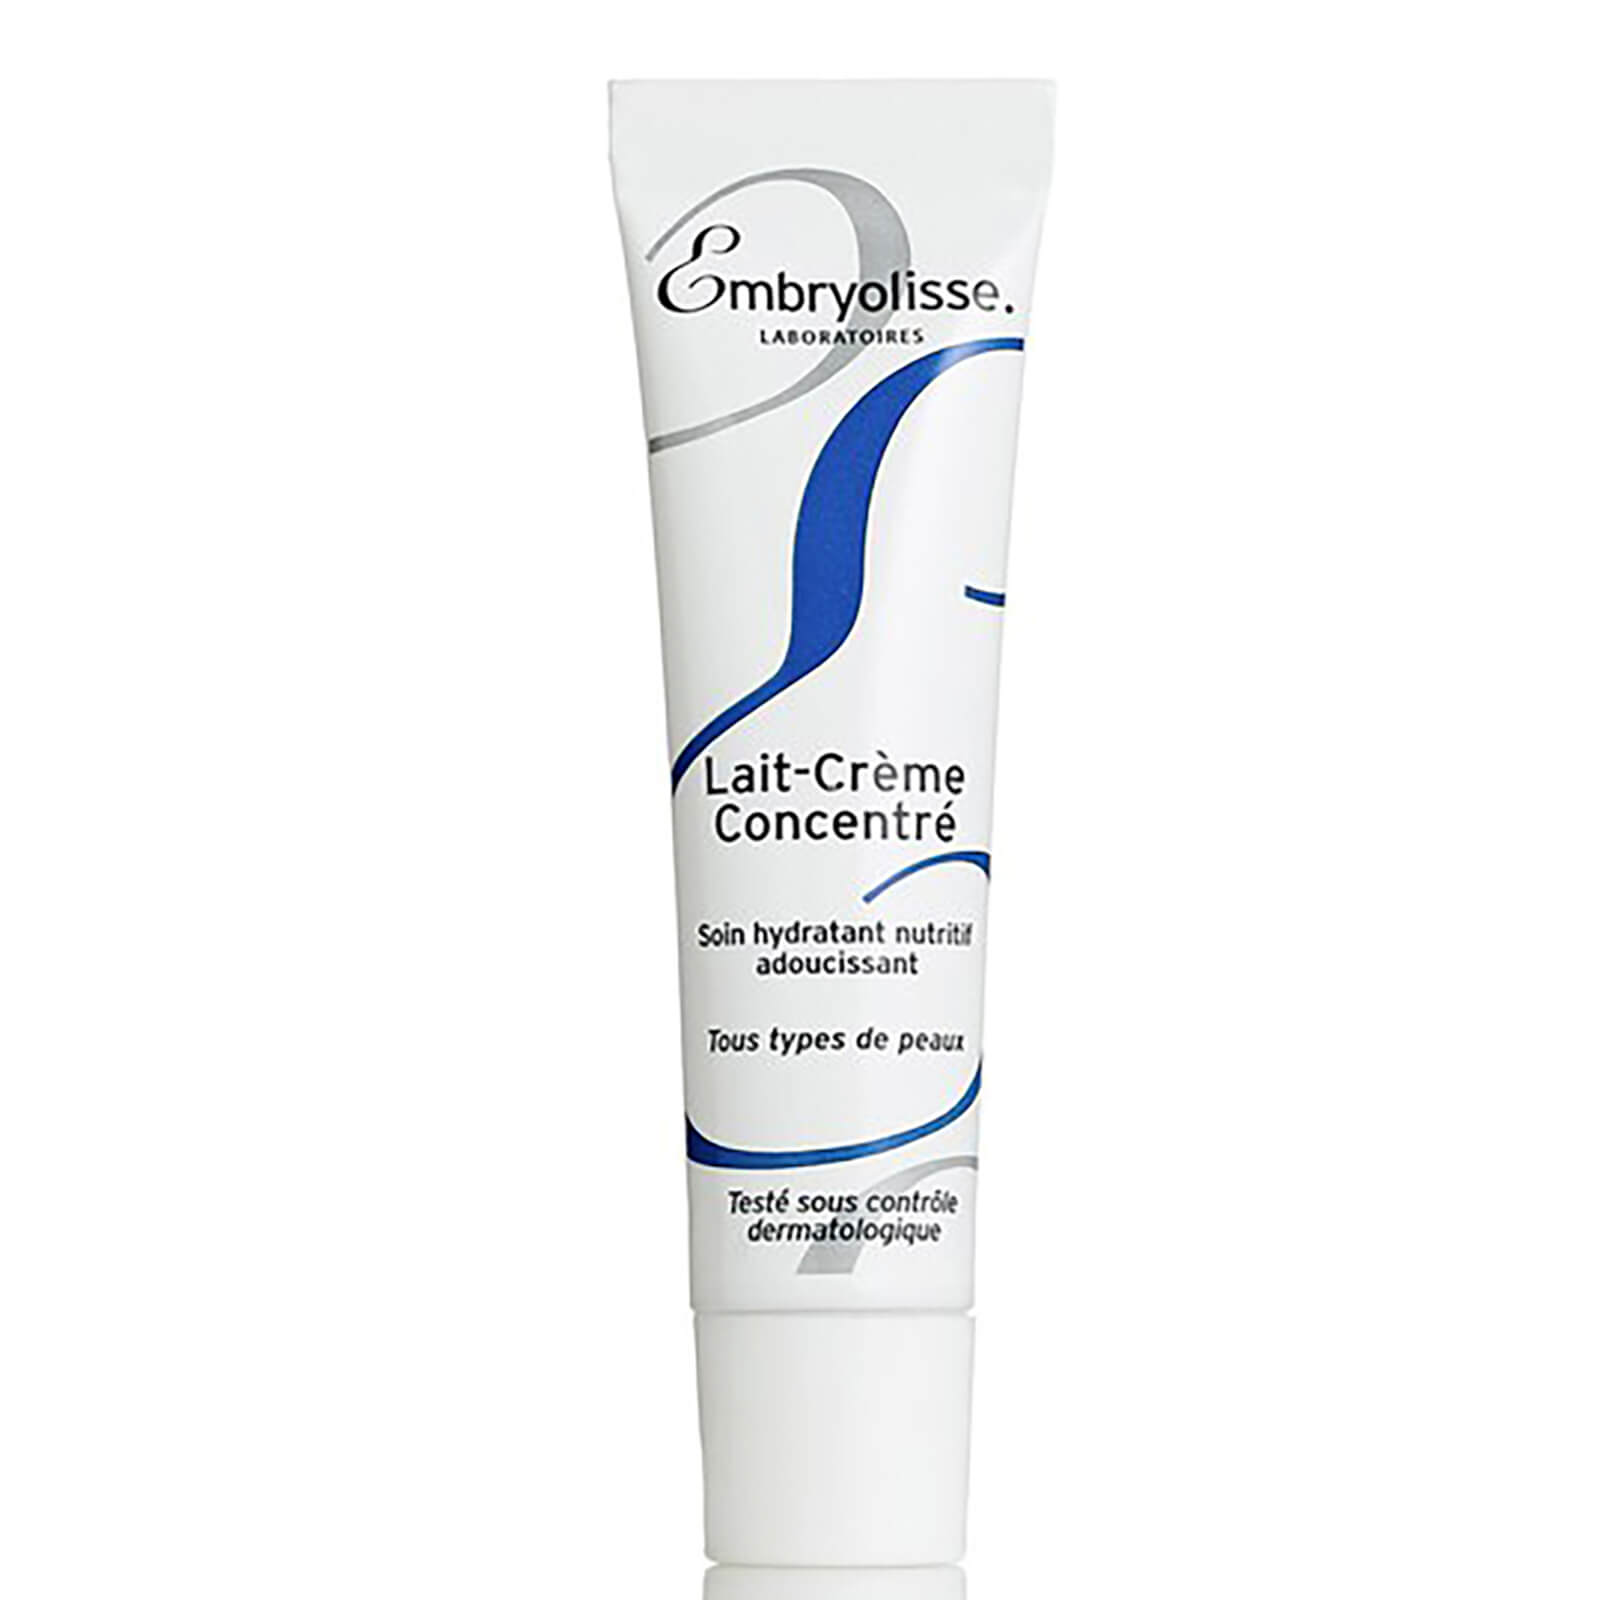 Embryolisse.
LABORATOIRES
Lait-Crème
Concentré
Soin hydratant nutritif
adoucissant
Tous types de peaux
Testé sous contrôle
dermatologique